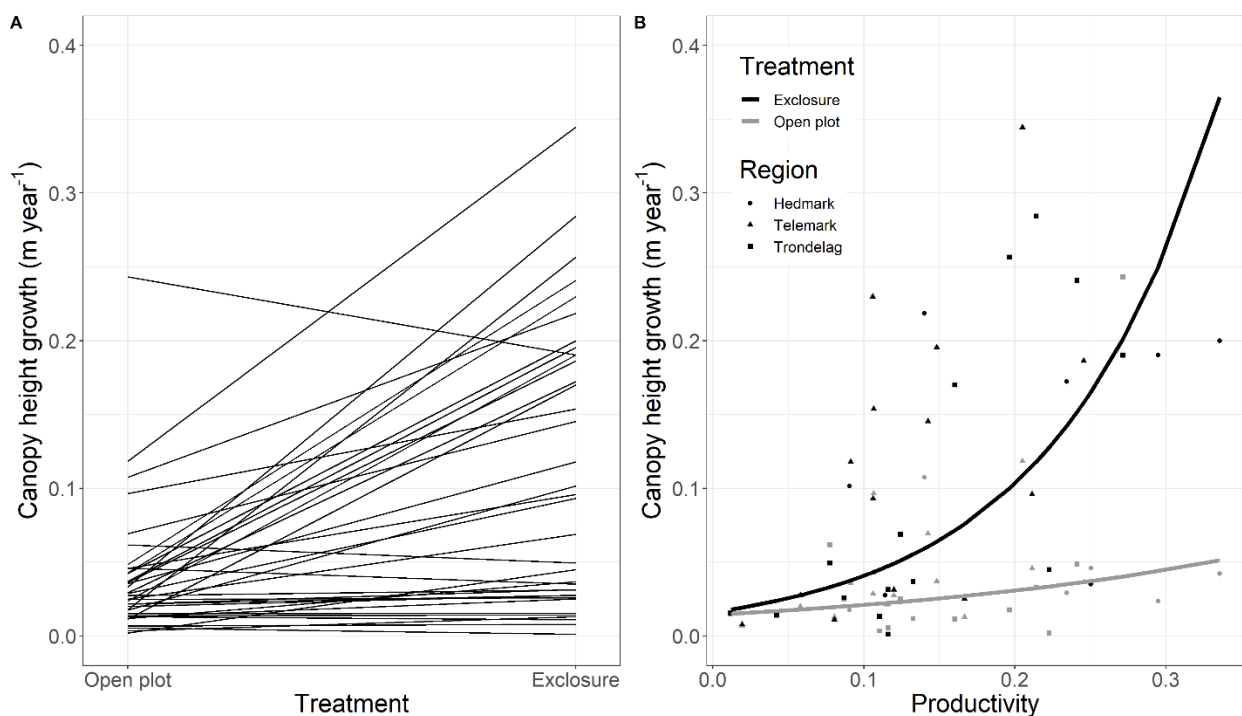 A
Canopy height growth (m year-1)
0.4
0.3
0.2
0.1
0.0
Open plot
Exclosure
Treatment
B
Canopy height growth (m year-1)
0.4
0.3
0.2
0.1
0.0
Treatment
Exclosure
Open plot
Region
Hedmark
Telemark
Trondelag
0.0
0.1
0.2
0.3
Productivity